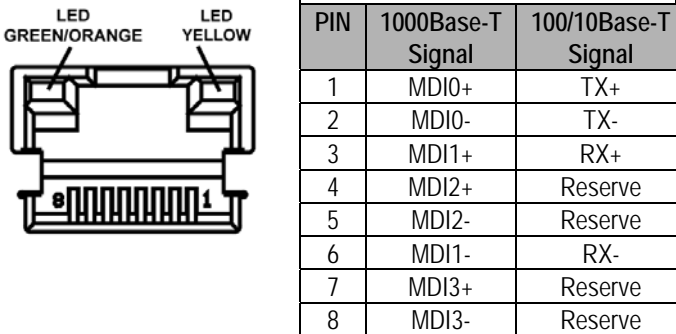 LED
GREEN/ORANGE
LED
YELLOW
8 1
PIN 1000Base-T Signal 100/10Base-T Signal
1 MDI0+ TX+
2 MDI0- TX-
3 MDI1+ RX+
4 MDI2+ Reserve
5 MDI2- Reserve
6 MDI1- RX-
7 MDI3+ Reserve
8 MDI3- Reserve